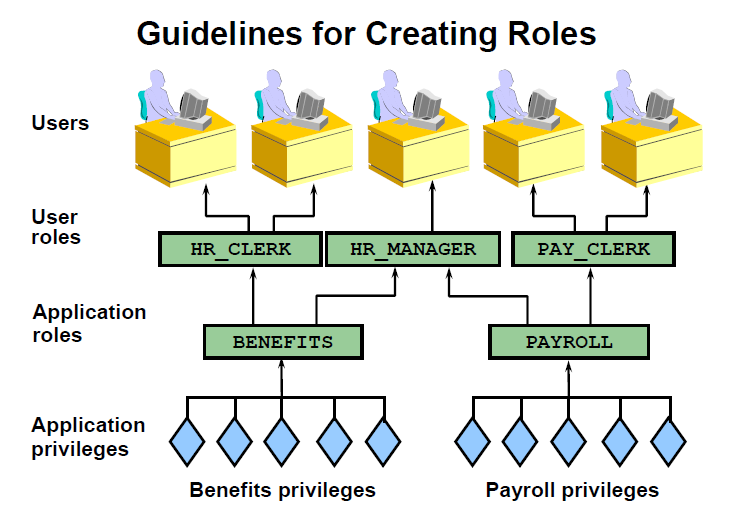 Guidelines for Creating Roles
Users
User
roles
HR_CLERK
HR_MANAGER
PAY_CLERK
Application
roles
BENEFITS
PAYROLL
Application
privileges
Benefits privileges
Payroll privileges